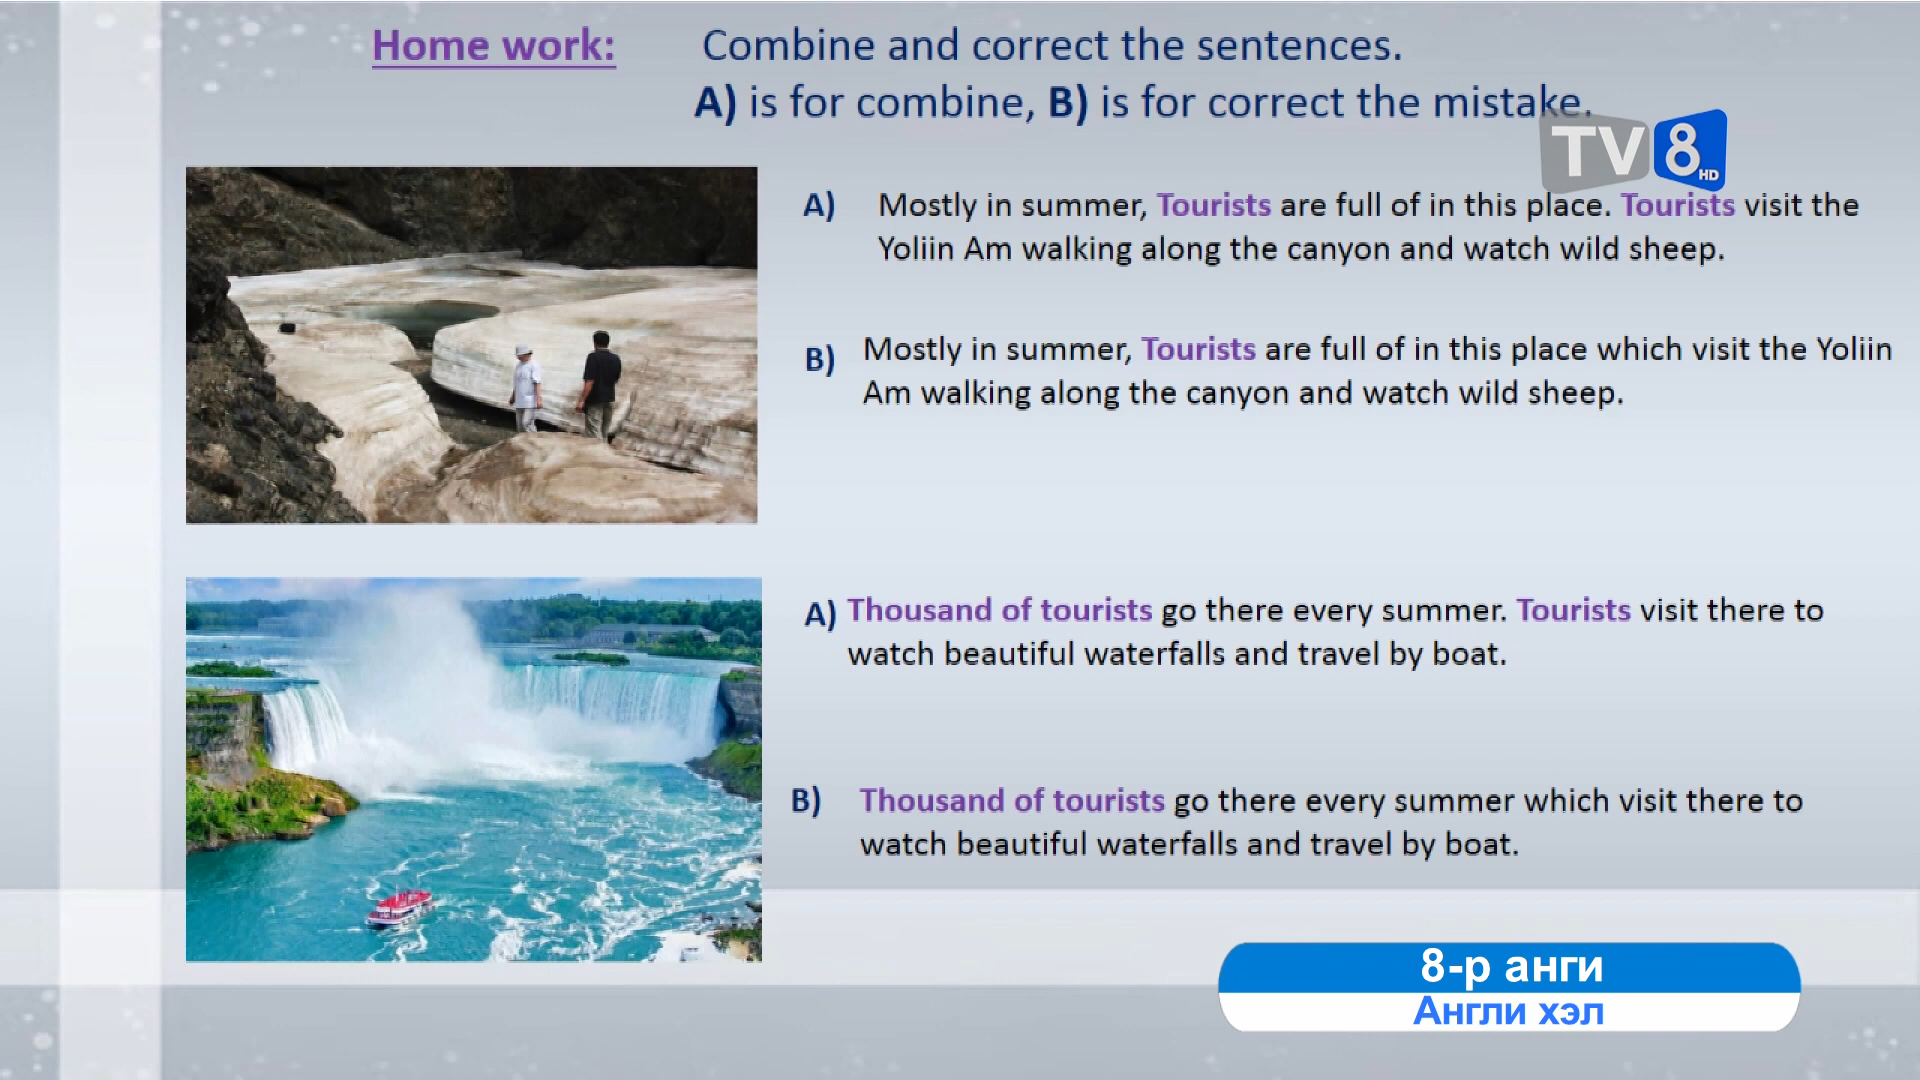 Home work: Combine and correct the sentences.
A) is for combine, B) is for correct the mistake.
TV8 HD
A) Mostly in summer, Tourists are full of in this place. Tourists visit the
Yoliin Am walking along the canyon and watch wild sheep.
B) Mostly in summer, Tourists are full of in this place which visit the Yoliin
Am walking along the canyon and watch wild sheep.
A) Thousand of tourists go there every summer. Tourists visit there to
watch beautiful waterfalls and travel by boat.
B) Thousand of tourists go there every summer which visit there to
watch beautiful waterfalls and travel by boat.
8-р анги
Англи хэл